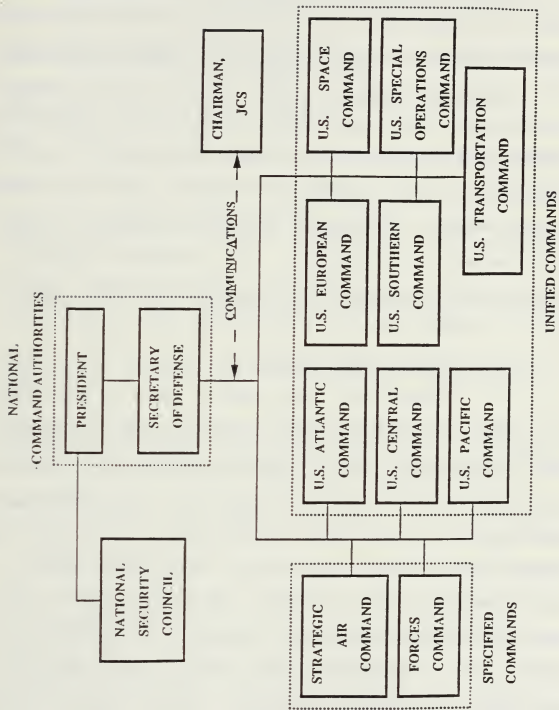 NATIONAL
COMMAND AUTHORITIES
PRESIDENT
NATIONAL
SECURITY
COUNCIL
SECRETARY
OF DEFENSE
COMMUNICATIONS
CHAIRMAN,
JCS
STRATEGIC
AIR
COMMAND
FORCES
COMMAND
SPECIFIED
COMMANDS
U.S. ATLANTIC
COMMAND
U.S. CENTRAL
COMMAND
U.S. PACIFIC
COMMAND
U.S. EUROPEAN
COMMAND
U.S. SOUTHERN
COMMAND
U.S. SPACE
COMMAND
U.S. SPECIAL
OPERATIONS
COMMAND
U.S. TRANSPORTATION
COMMAND
UNIFIED COMMANDS